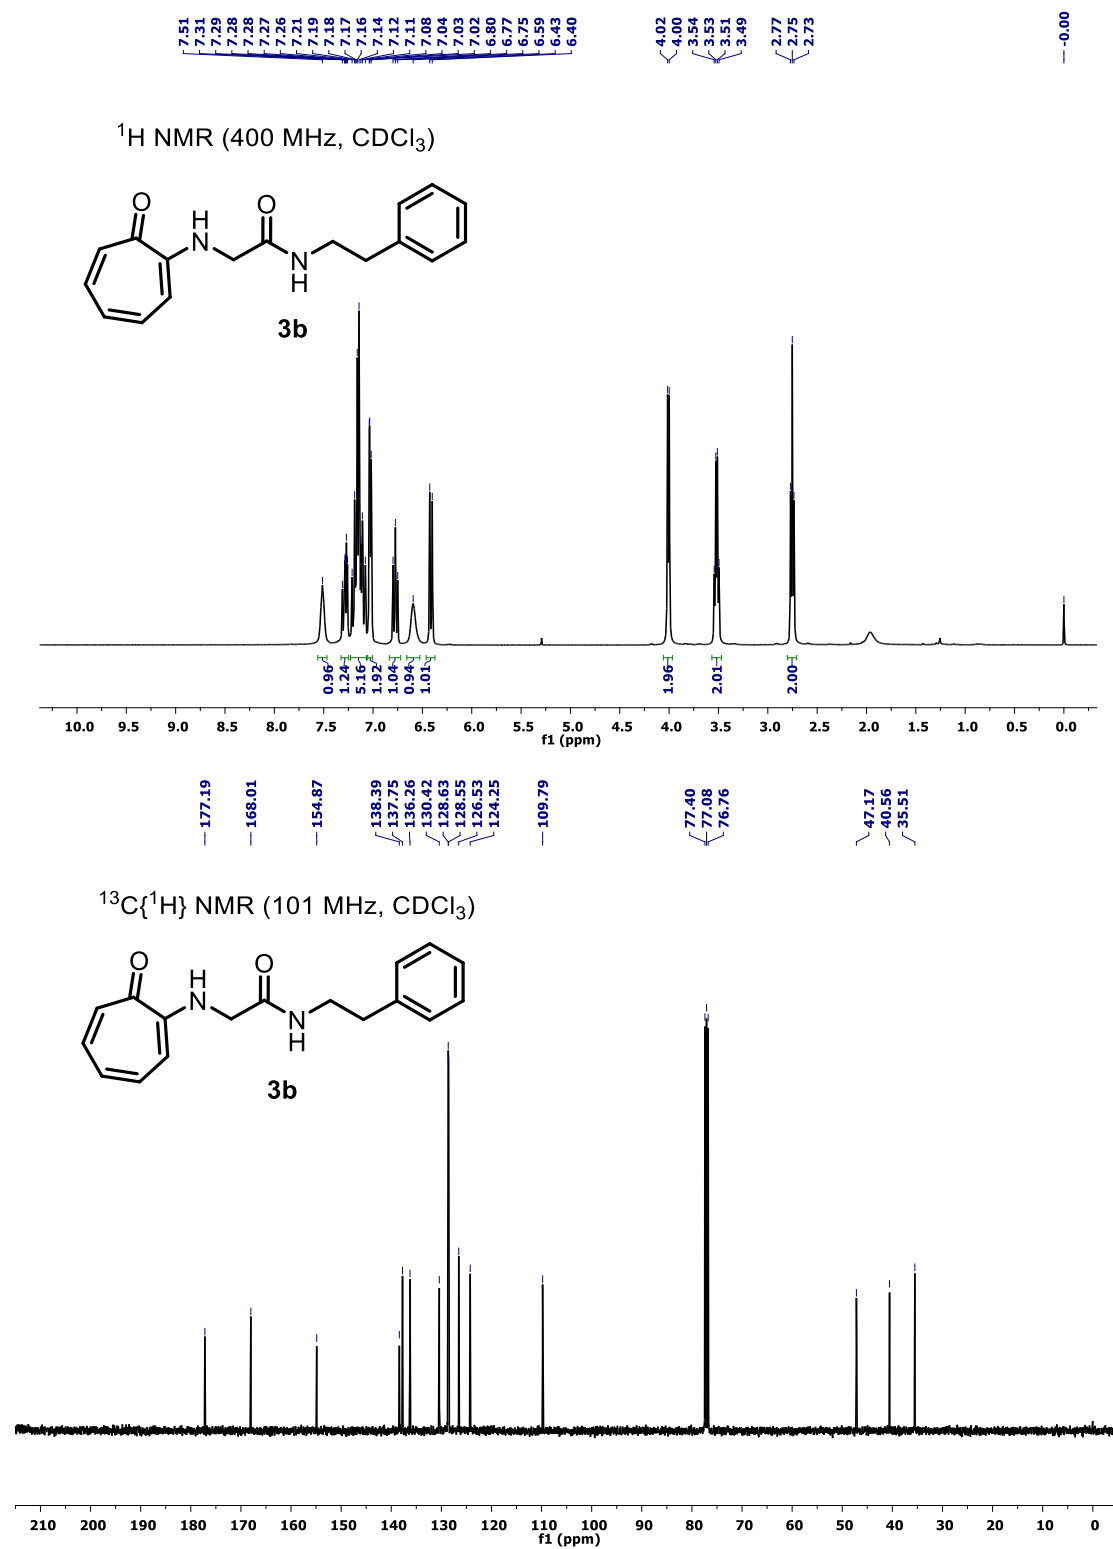 7.51 7.31 7.29 7.28 7.28 7.27 7.26 7.21 7.19 7.18 7.17 7.16 7.14 7.12 7.11 7.08 7.04 7.03 7.02 6.80 6.77 6.75 6.59 6.43 6.40 4.02 4.00 3.54 3.53 3.51 3.49 2.77 2.75 2.73 -0.00
¹H NMR (400 MHz, CDCl₃)
O
H
N
O
N
H
3b
0.96 1.24 5.16 1.92 1.04 0.94 1.01 1.96 2.01 2.00
10.0 9.5 9.0 8.5 8.0 7.5 7.0 6.5 6.0 5.5 5.0 4.5 4.0 3.5 3.0 2.5 2.0 1.5 1.0 0.5 0.0
f1 (ppm)
177.19 168.01 154.87 138.39 137.75 136.26 130.42 128.63 128.55 126.53 124.25 109.79 77.40 77.08 76.76 47.17 40.56 35.51
¹³C{¹H} NMR (101 MHz, CDCl₃)
O
H
N
O
N
H
3b
210 200 190 180 170 160 150 140 130 120 110 100 90 80 70 60 50 40 30 20 10 0
f1 (ppm)